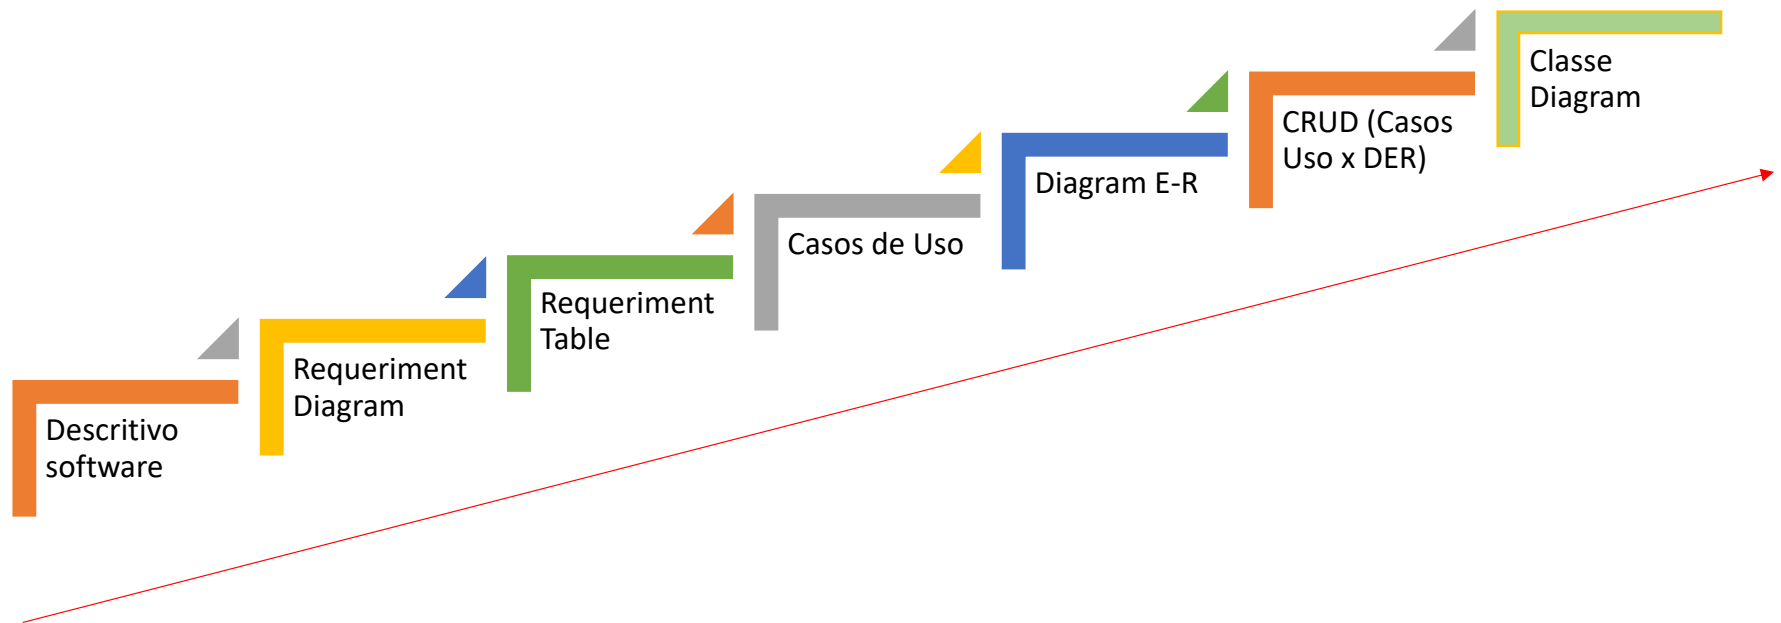 Descritivo
software
Requeriment
Diagram
Requeriment
Table
Casos de Uso
Diagram E-R
CRUD (Casos
Uso x DER)
Classe
Diagram